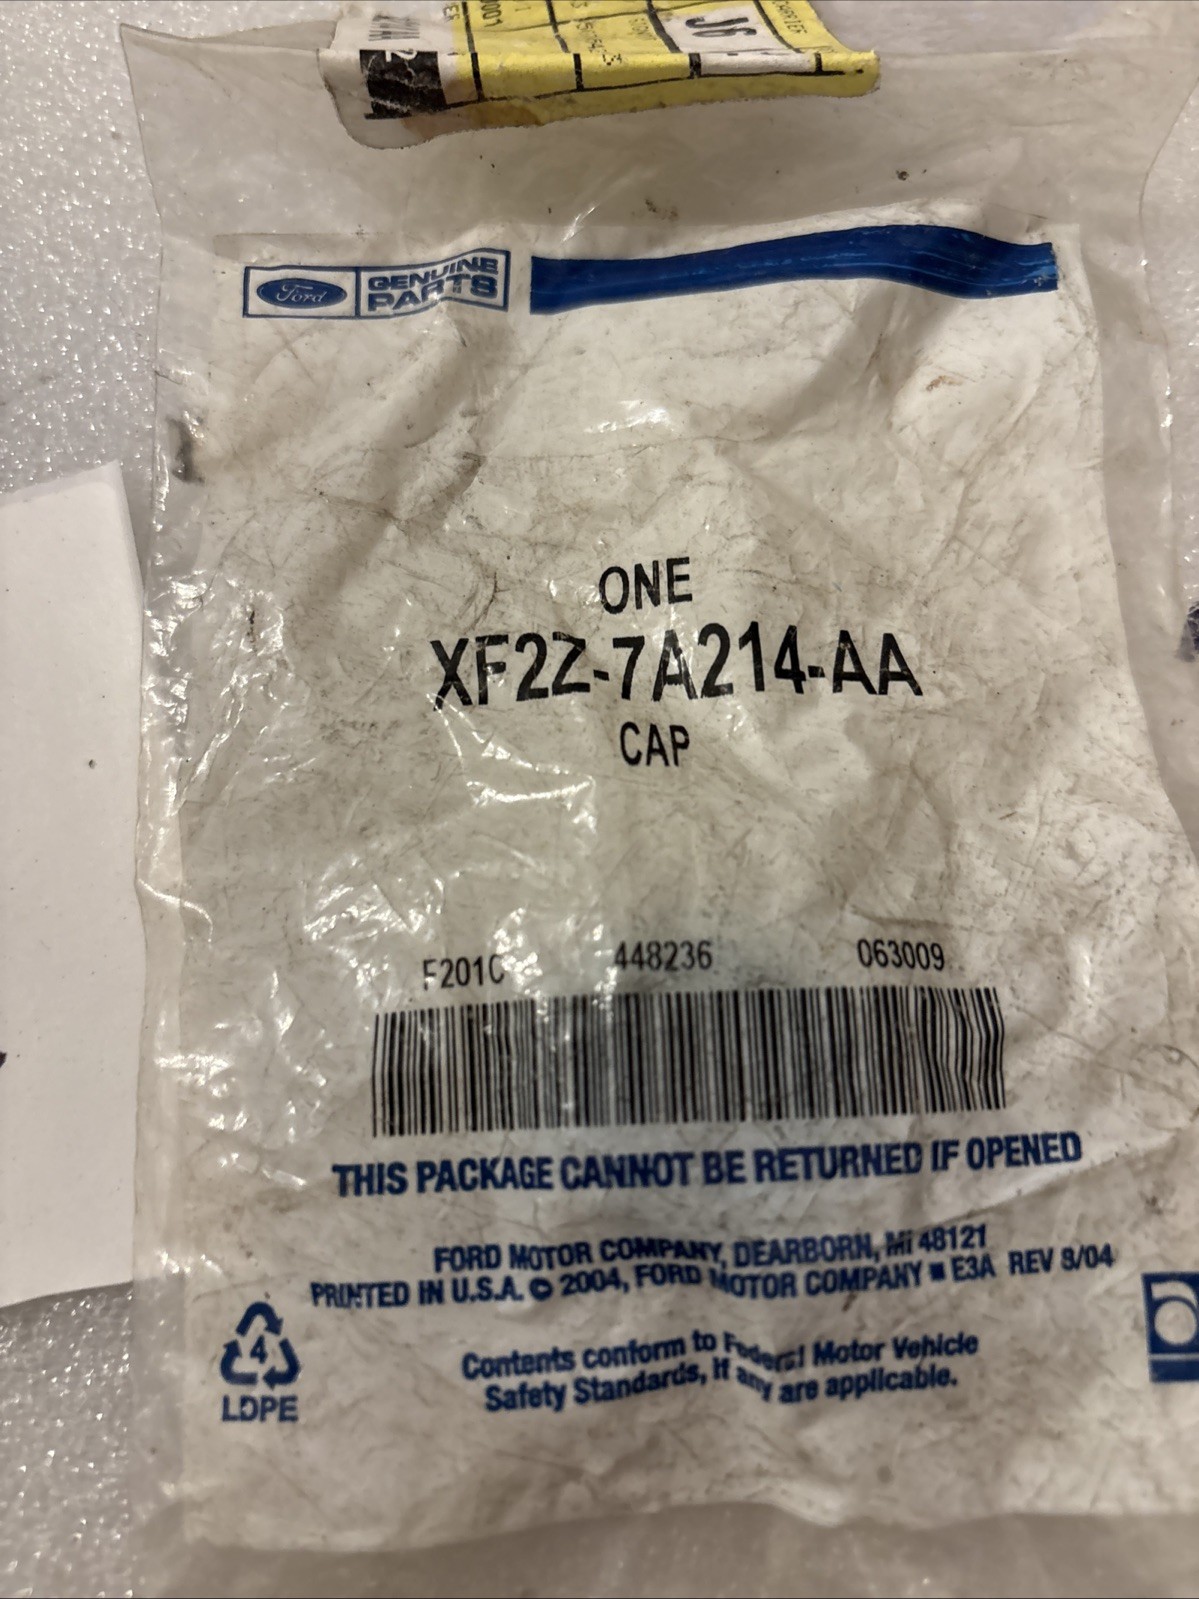 J6
Ford GENUINE
PARTS
ONE
XF2Z-7A214-AA
CAP
F201C 448236 063009
THIS PACKAGE CANNOT BE RETURNED IF OPENED
FORD MOTOR COMPANY, DEARBORN, MI 48121
PRINTED IN U.S.A. © 2004, FORD MOTOR COMPANY ■ E3A REV 9/04
Contents conform to Federal Motor Vehicle
Safety Standards, if any are applicable.
4
LDPE